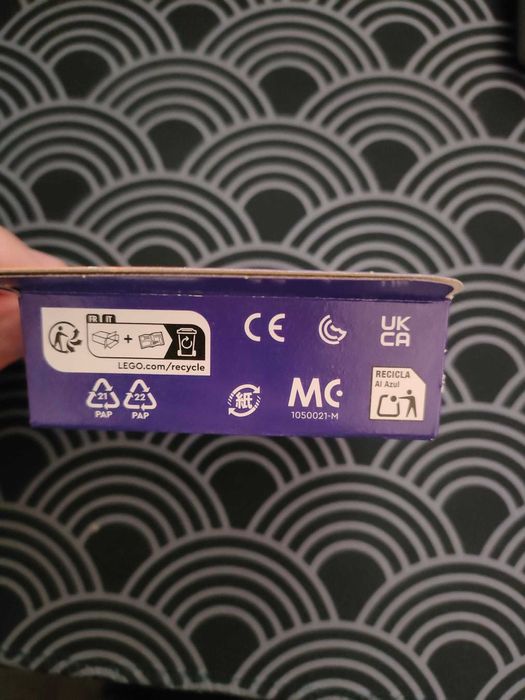 FR IT
LEGO.com/recycle
CE
UK
CA
RECICLA
Al Azul
21
PAP
22
PAP
紙
MC
1050021-M